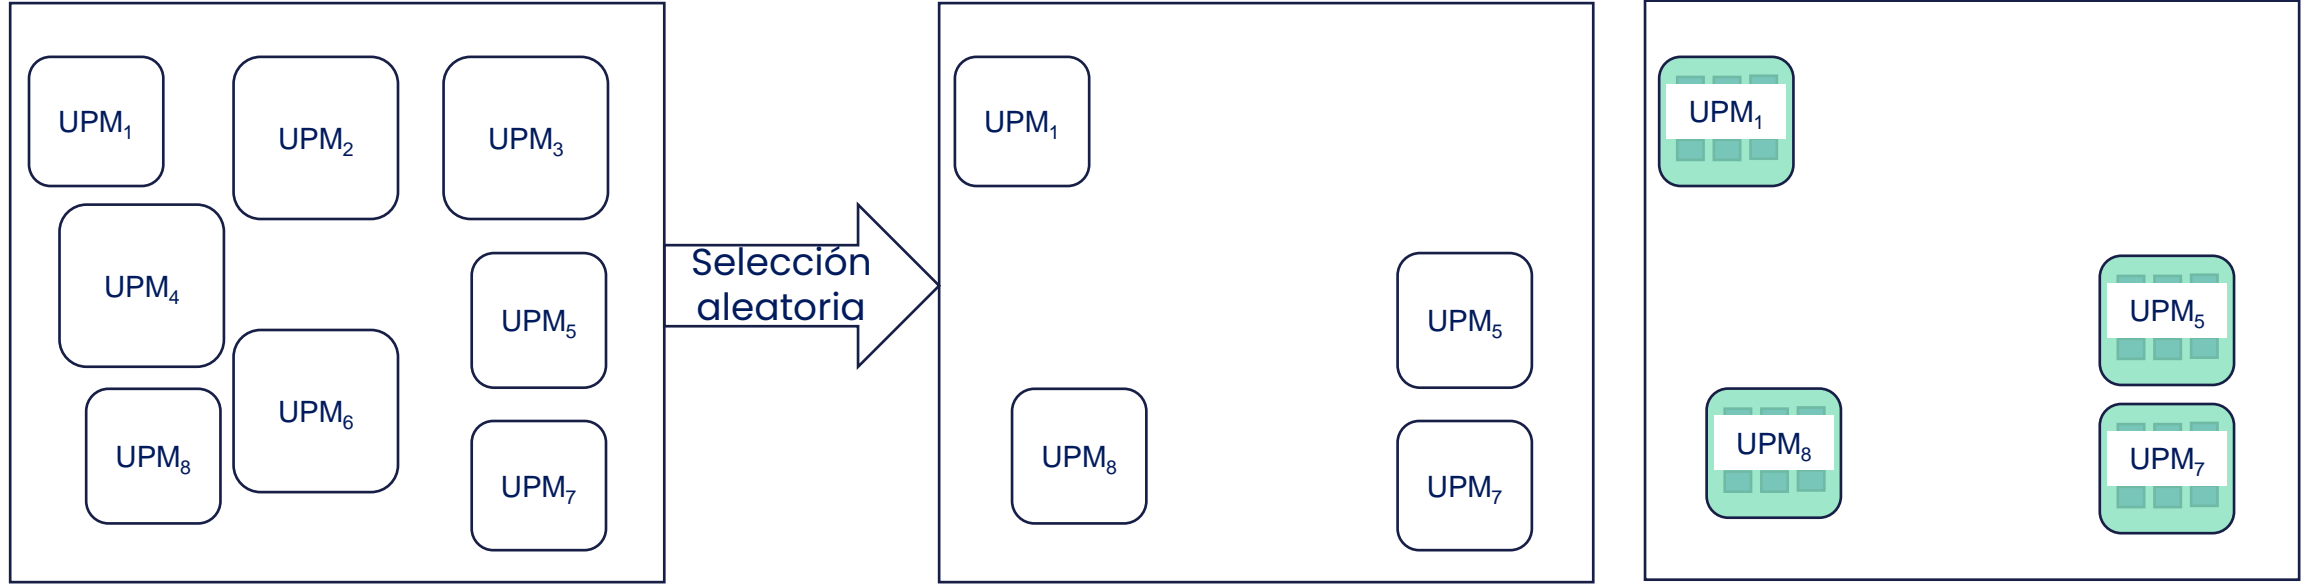 UPM₁
UPM₂
UPM₃
UPM₄
UPM₅
UPM₆
UPM₈
UPM₇
Selección
aleatoria
UPM₁
UPM₅
UPM₈
UPM₇
UPM₁
UPM₅
UPM₈
UPM₇